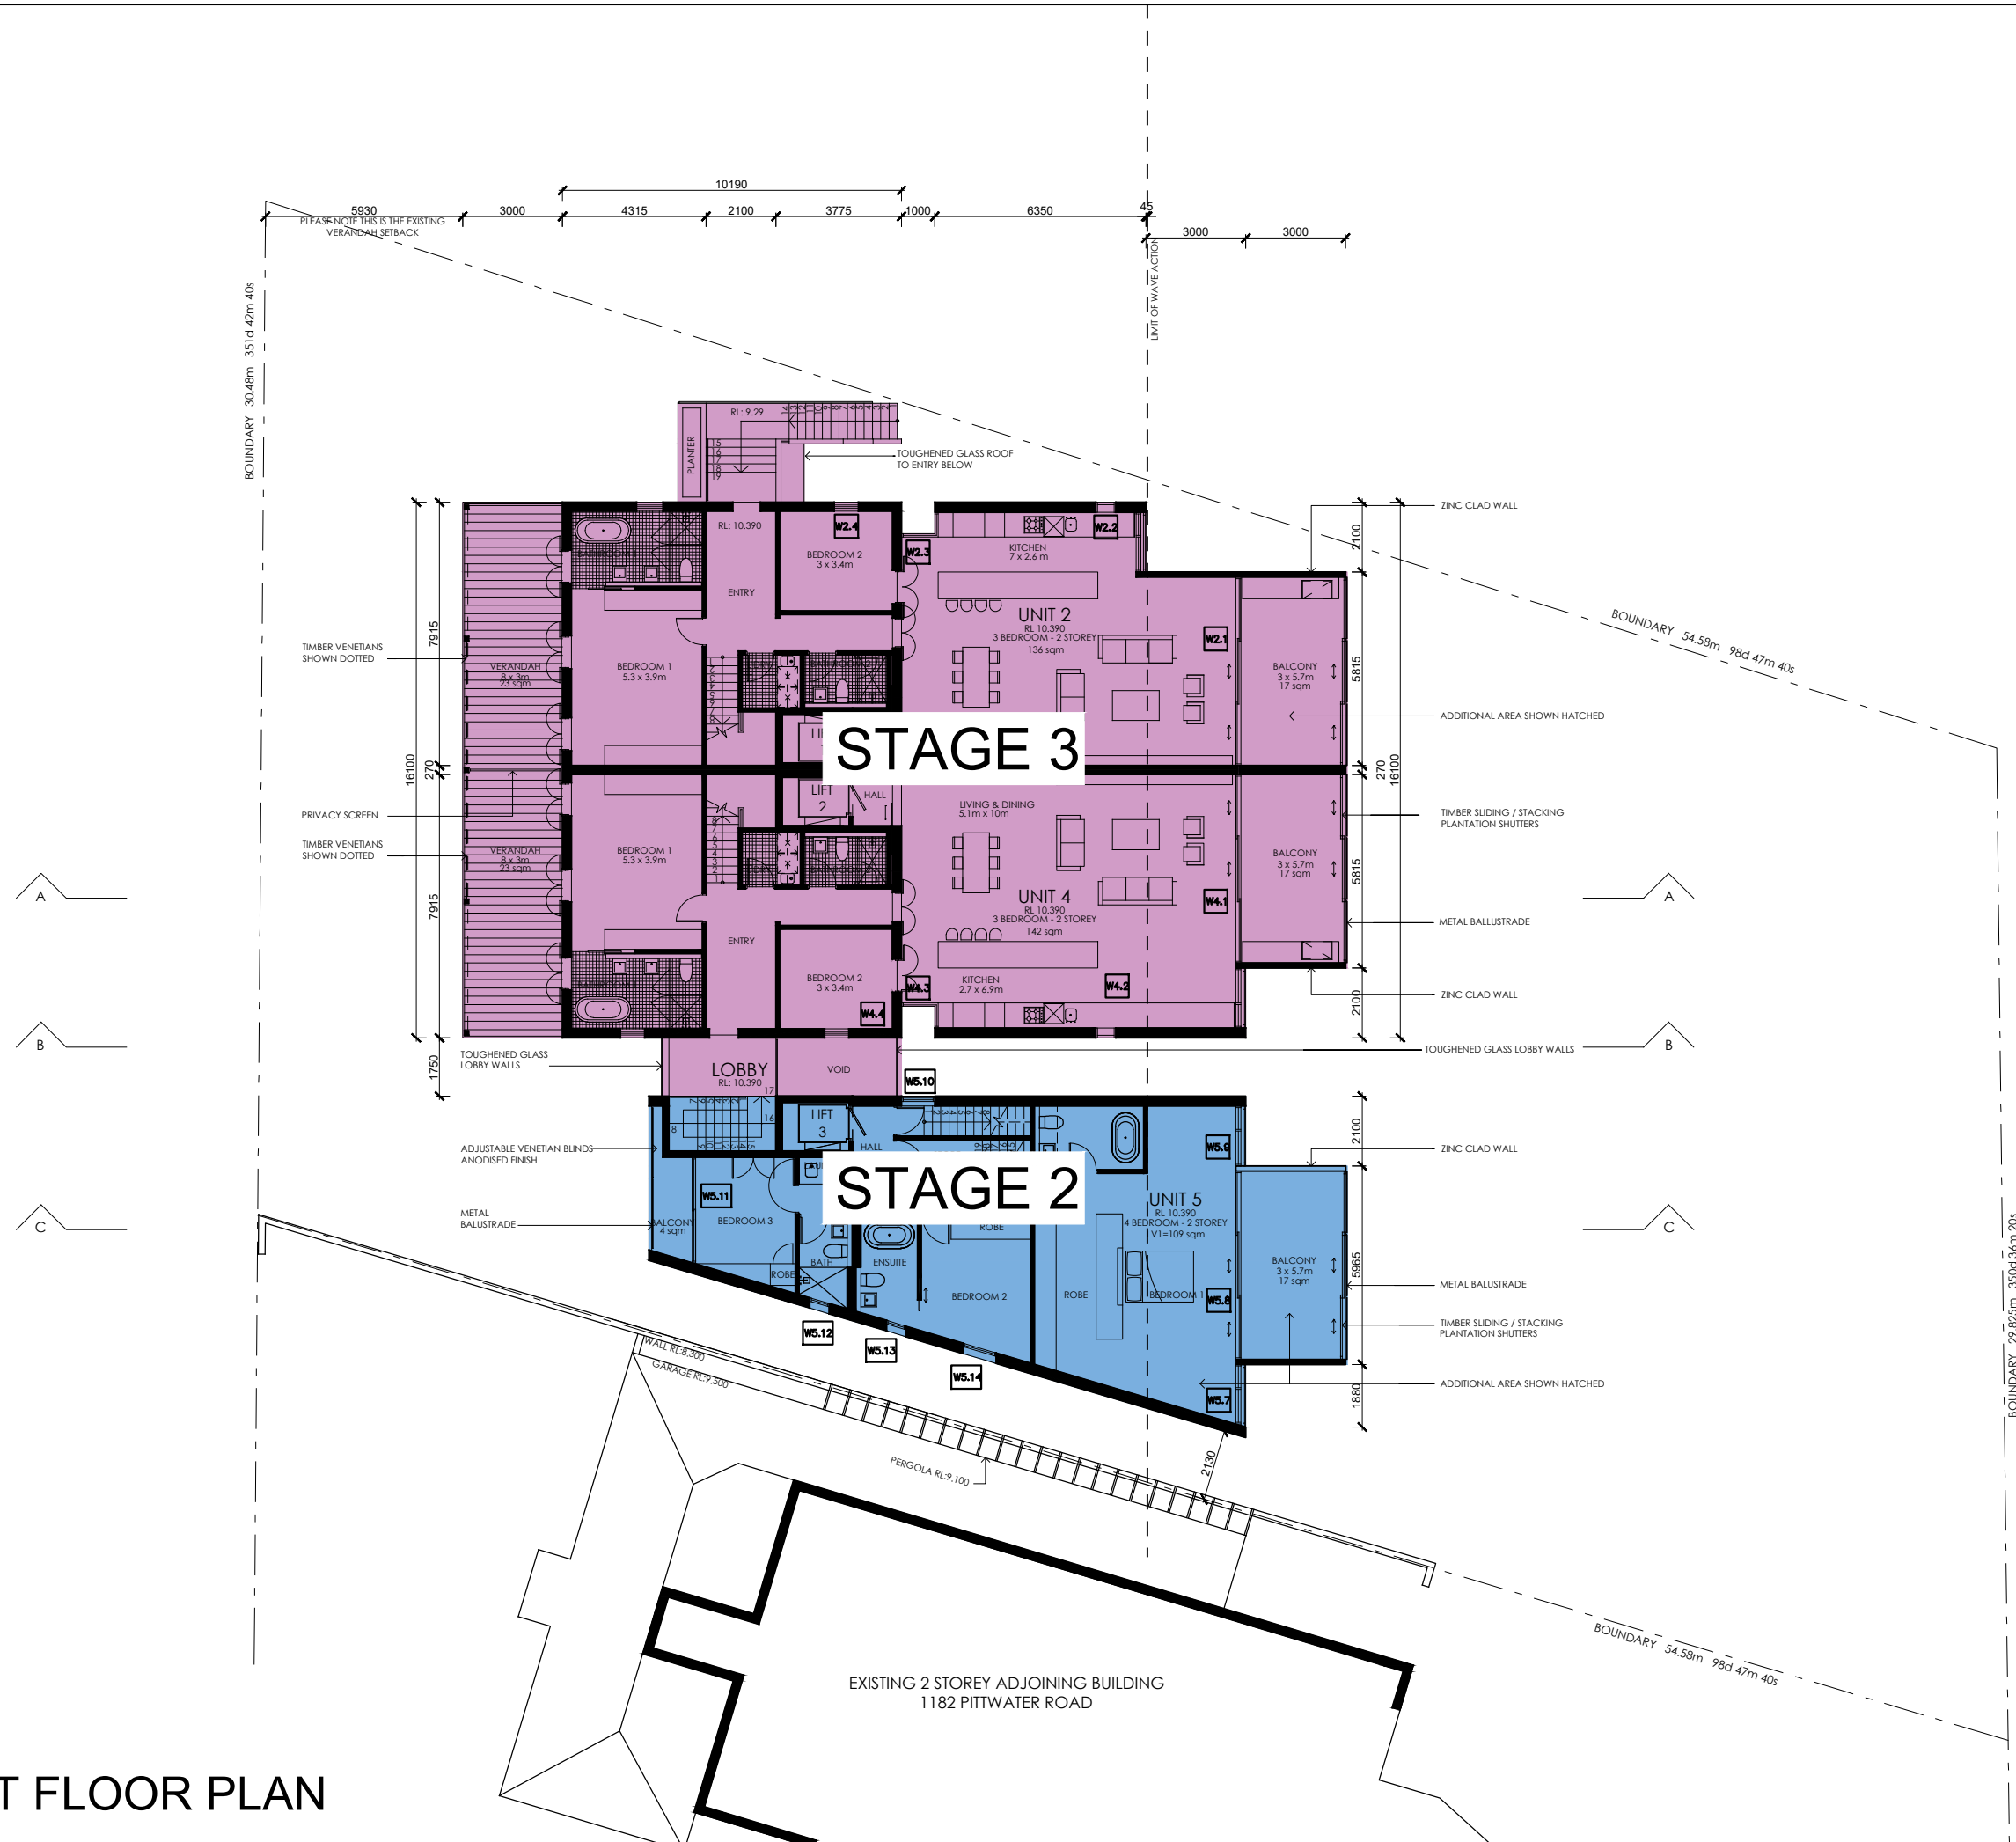 10190
5930
3000
4315
2100
3775
1000
6350
45
3000
3000
PLEASE NOTE THIS IS THE EXISTING
VERANDAH SETBACK
LIMIT OF WAVE ACTION
BOUNDARY 30.48m 351d 42m 40s
RL: 9.29
PLANTER
TOUGHENED GLASS ROOF
TO ENTRY BELOW
ZINC CLAD WALL
2100
RL: 10.390
W2.4
W2.3
W2.2
BATHROOM 1
BEDROOM 2
3 x 3.4m
KITCHEN
7 x 2.6 m
ENTRY
UNIT 2
RL 10.390
3 BEDROOM - 2 STOREY
136 sqm
W2.1
BOUNDARY 54.58m 98d 47m 40s
7915
TIMBER VENETIANS
SHOWN DOTTED
VERANDAH
8 x 3m
23 sqm
BEDROOM 1
5.3 x 3.9m
BALCONY
3 x 5.7m
17 sqm
5815
ADDITIONAL AREA SHOWN HATCHED
STAGE 3
16100
270
270
16100
LIFT
2
HALL
LIVING & DINING
5.1m x 10m
PRIVACY SCREEN
TIMBER SLIDING / STACKING
PLANTATION SHUTTERS
TIMBER VENETIANS
SHOWN DOTTED
VERANDAH
8 x 3m
23 sqm
BEDROOM 1
5.3 x 3.9m
BALCONY
3 x 5.7m
17 sqm
5815
A
A
UNIT 4
RL 10.390
3 BEDROOM - 2 STOREY
142 sqm
W4.1
METAL BALLUSTRADE
7915
ENTRY
BATHROOM 1
BEDROOM 2
3 x 3.4m
W4.4
W4.3
KITCHEN
2.7 x 6.9m
W4.2
ZINC CLAD WALL
2100
B
B
TOUGHENED GLASS
LOBBY WALLS
1750
LOBBY
RL: 10.390
VOID
TOUGHENED GLASS LOBBY WALLS
W5.10
17
16
8
LIFT
3
HALL
ADJUSTABLE VENETIAN BLINDS
ANODISED FINISH
W5.9
2100
ZINC CLAD WALL
STAGE 2
W5.11
METAL
BALUSTRADE
BALCONY
4 sqm
BEDROOM 3
ROBE
UNIT 5
RL 10.390
4 BEDROOM - 2 STOREY
LV1=109 sqm
C
C
ROBE
BATH
ENSUITE
BEDROOM 2
ROBE
BEDROOM 1
W5.8
BALCONY
3 x 5.7m
17 sqm
5965
METAL BALUSTRADE
TIMBER SLIDING / STACKING
PLANTATION SHUTTERS
W5.12
W5.13
W5.14
W5.7
1880
ADDITIONAL AREA SHOWN HATCHED
BOUNDARY 29.825m 350d 36m 20s
WALL RL:8.300
GARAGE RL:9.500
PERGOLA RL:9.100
2130
BOUNDARY 54.58m 98d 47m 40s
EXISTING 2 STOREY ADJOINING BUILDING
1182 PITTWATER ROAD
T FLOOR PLAN